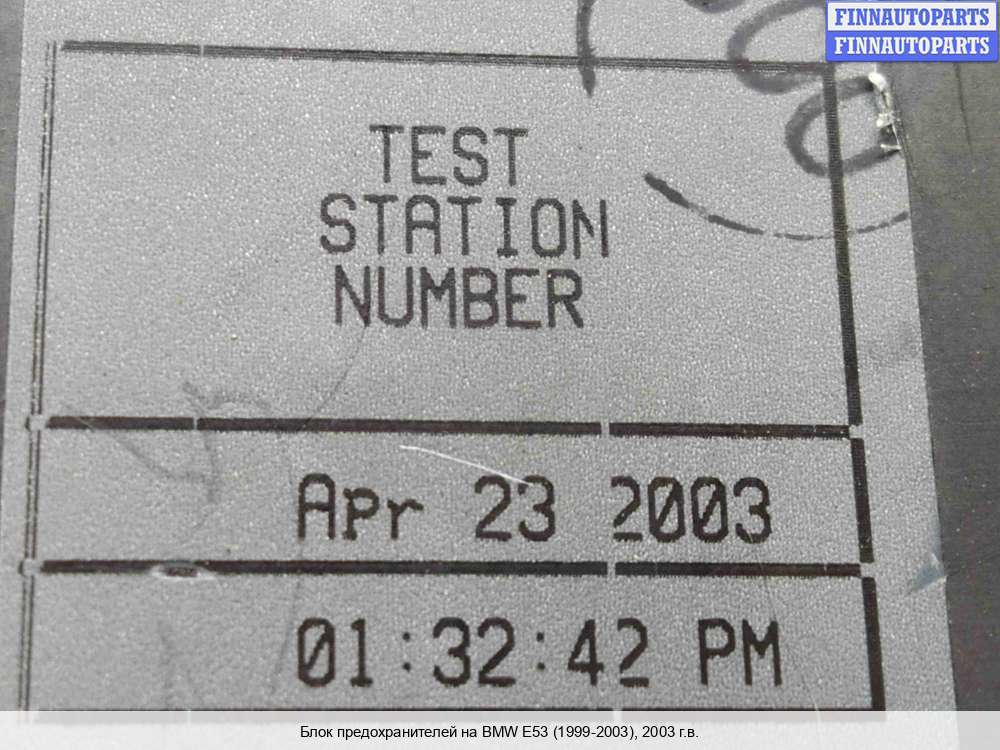 FINNAUTOPARTS
FINNAUTOPARTS
TEST
STATION
NUMBER
Apr 23 2003
01:32:42 PM
Блок предохранителей на BMW E53 (1999-2003), 2003 г.в.